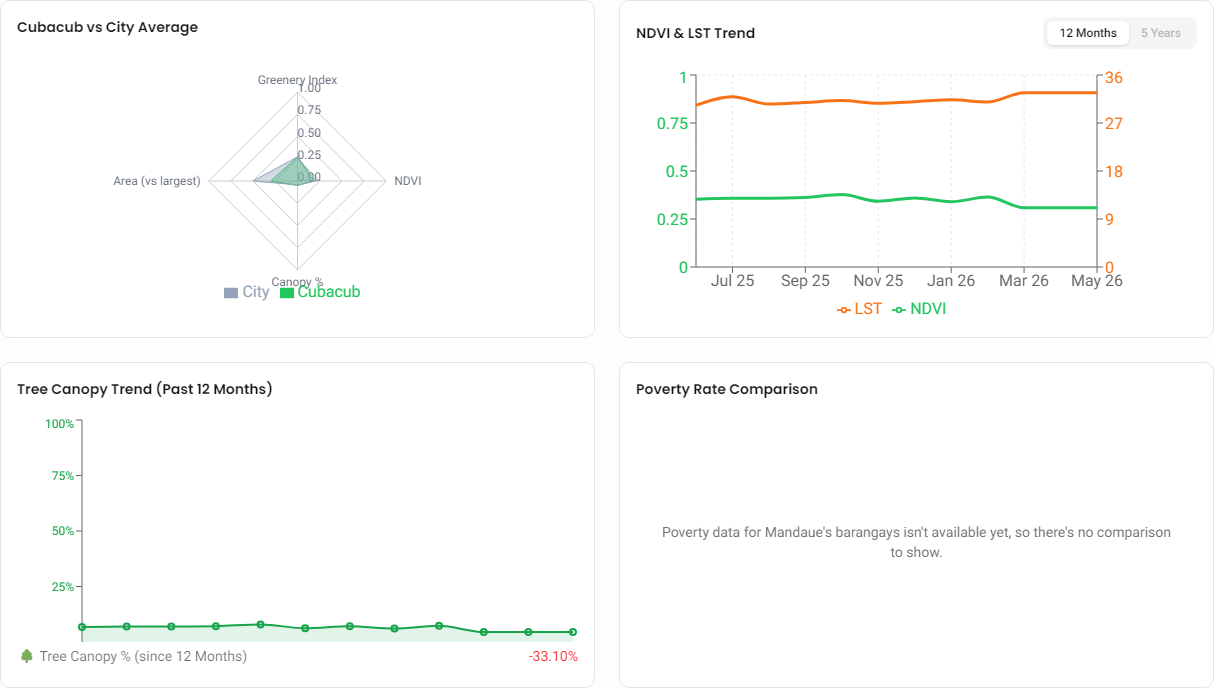 Cubacub vs City Average
Greenery Index
1.00
0.75
0.50
0.25
0.00
Area (vs largest)
NDVI
Canopy %
City
Cubacub
NDVI & LST Trend
12 Months
5 Years
1
0.75
0.5
0.25
0
36
27
18
9
0
Jul 25
Sep 25
Nov 25
Jan 26
Mar 26
May 26
LST
NDVI
Tree Canopy Trend (Past 12 Months)
100%
75%
50%
25%
Tree Canopy % (since 12 Months)
-33.10%
Poverty Rate Comparison
Poverty data for Mandaue's barangays isn't available yet, so there's no comparison
to show.